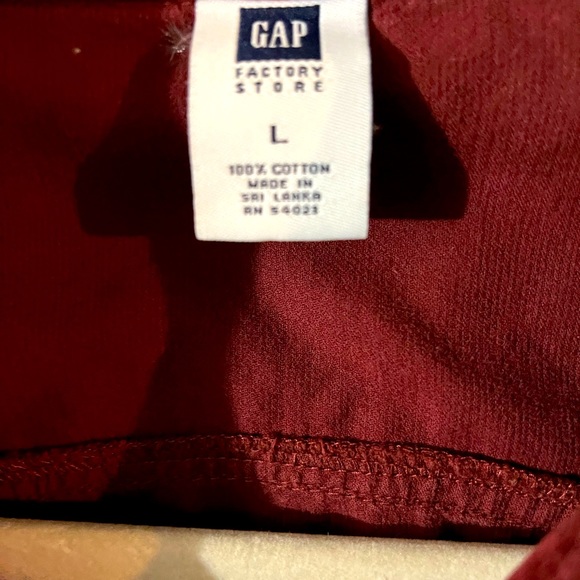 GAP
FACTORY
STORE
L
100% COTTON
MADE IN
SRI LANKA
RN 54023